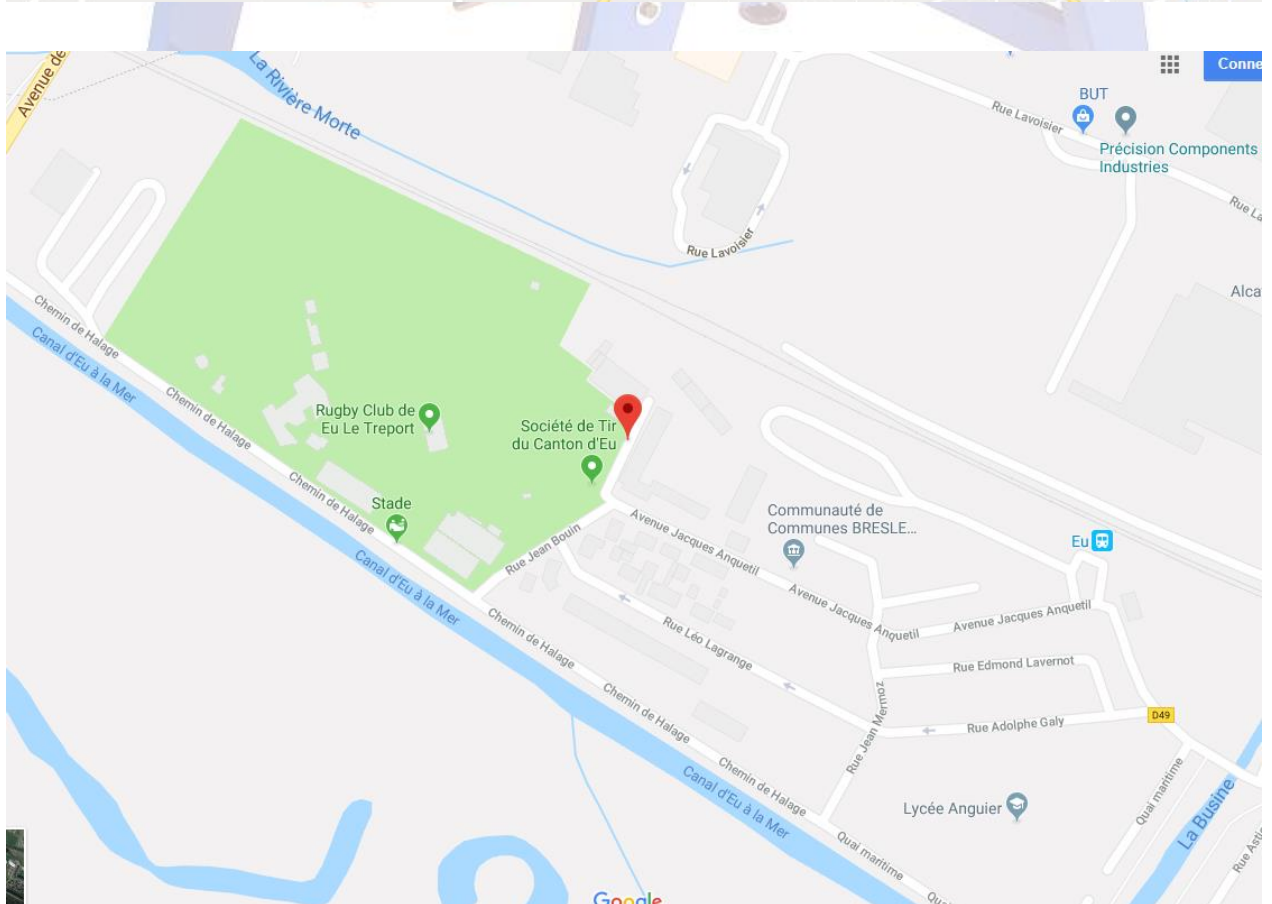 Avenue de
La Rivière Morte
Conne
BUT
Rue Lavoisier
Précision Components
Industries
Rue La
Rue Lavoisier
Alca
Chemin de Halage
Canal d'Eu à la Mer
Chemin de Halage
Rugby Club de
Eu Le Treport
Société de Tir
du Canton d'Eu
Chemin de Halage
Stade
Rue Jean Bouin
Avenue Jacques Anquetil
Communauté de
Communes BRESLE...
Eu
Canal d'Eu à la Mer
Avenue Jacques Anquetil
Avenue Jacques Anquetil
Chemin de Halage
Rue Léo Lagrange
Rue Edmond Lavernot
Chemin de Halage
Rue Jean Mermoz
D49
Rue Adolphe Galy
Chemin de Halage
Canal d'Eu à la Mer
Lycée Anguier
Quai maritime
La Busine
Quai maritime
Rue Asti
Quai
Google